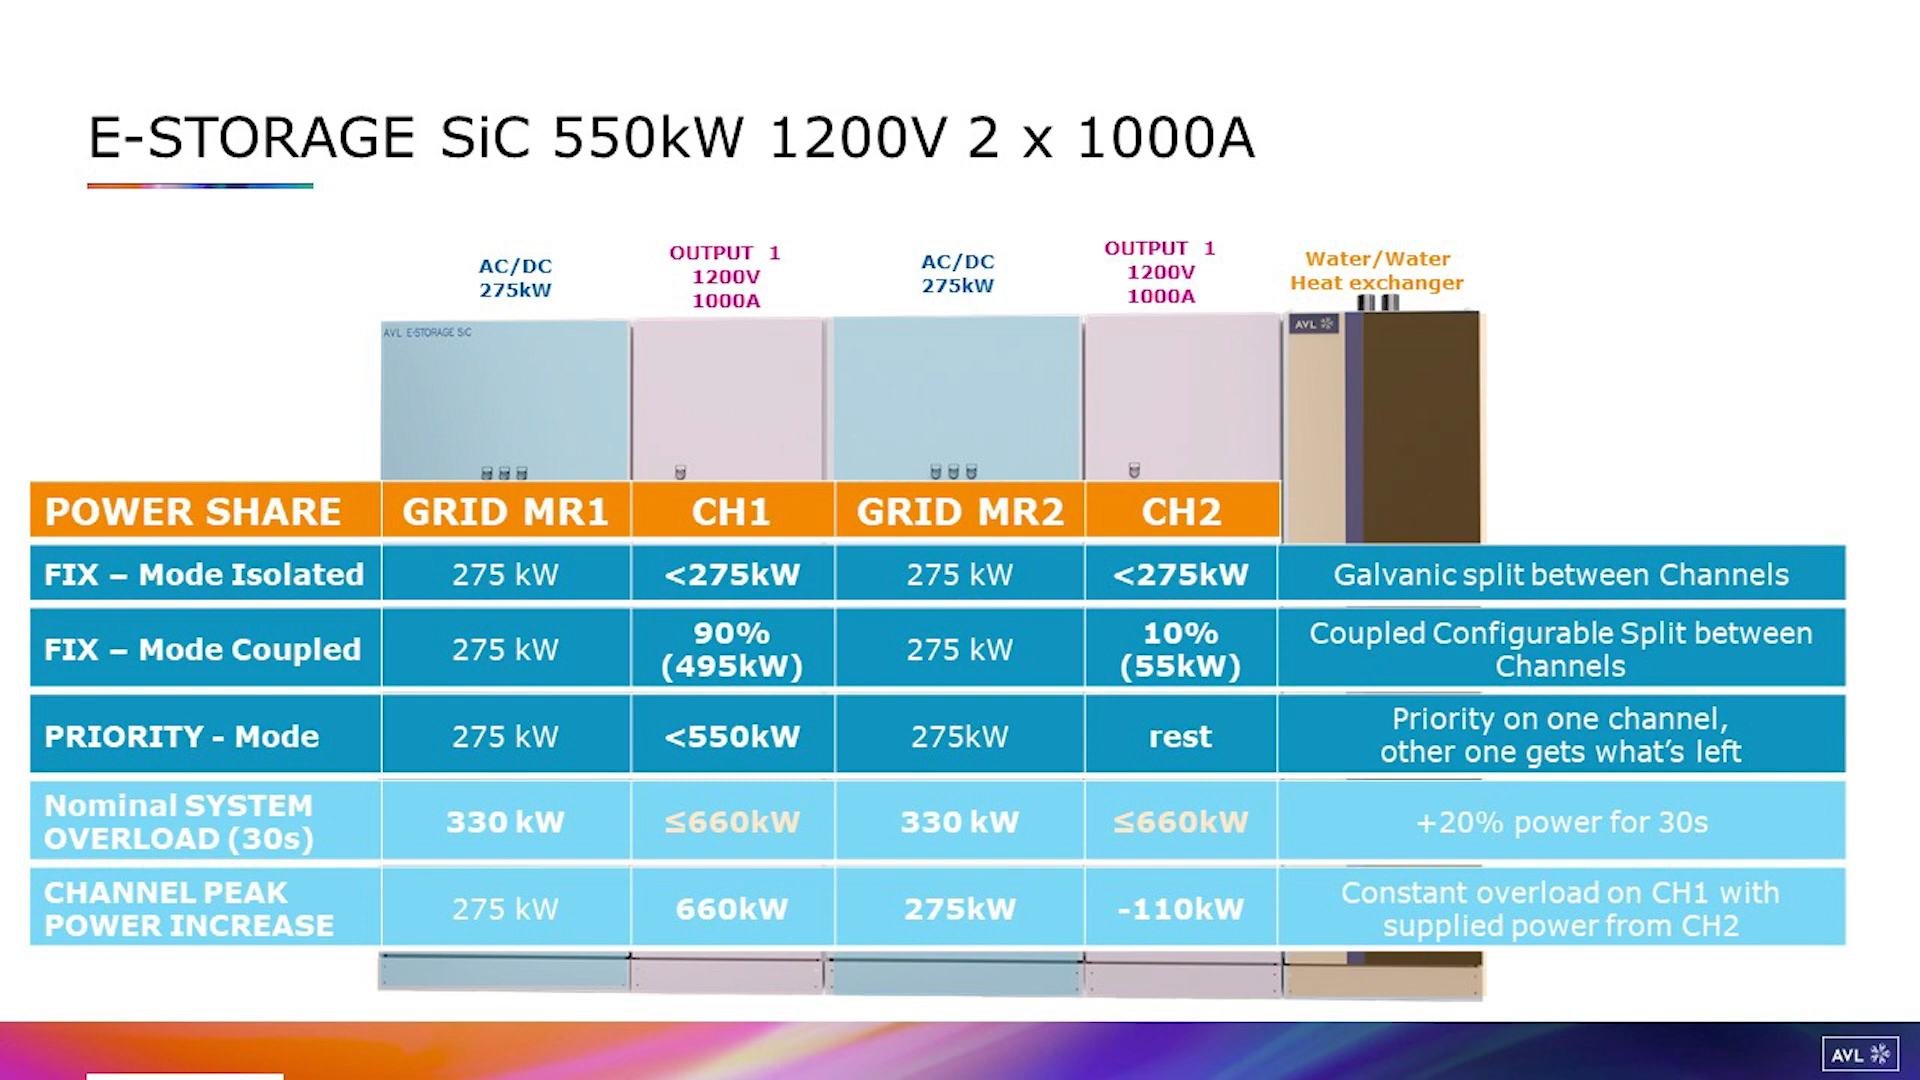 E-STORAGE SiC 550kW 1200V 2 x 1000A
AC/DC
275kW
OUTPUT 1
1200V
1000A
AC/DC
275kW
OUTPUT 1
1200V
1000A
Water/Water
Heat exchanger
AVL E-STORAGE SiC
AVL
POWER SHARE GRID MR1 CH1 GRID MR2 CH2
FIX – Mode Isolated 275 kW <275kW 275 kW <275kW Galvanic split between Channels
FIX – Mode Coupled 275 kW 90% (495kW) 275 kW 10% (55kW) Coupled Configurable Split between Channels
PRIORITY - Mode 275 kW <550kW 275kW rest Priority on one channel, other one gets what's left
Nominal SYSTEM OVERLOAD (30s) 330 kW ≤660kW 330 kW ≤660kW +20% power for 30s
CHANNEL PEAK POWER INCREASE 275 kW 660kW 275kW -110kW Constant overload on CH1 with supplied power from CH2
AVL